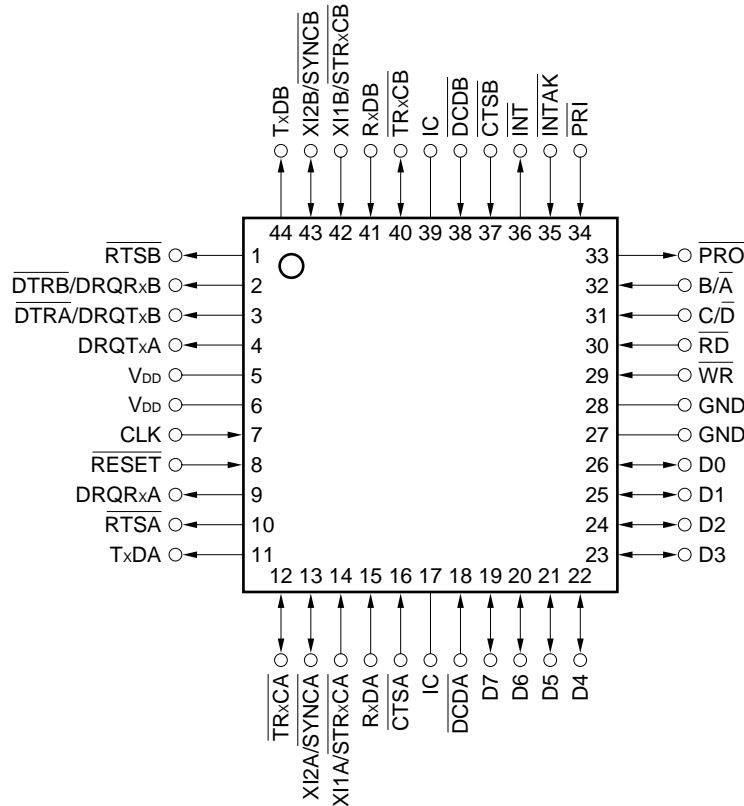 TxDB
XI2B/SYNCB
XI1B/STRxCB
RxDB
TRxCB
IC
DCDB
CTSB
INT
INTAK
PRI
44 43 42 41 40 39 38 37 36 35 34
RTSB 1 33 PRO
DTRB/DRQRxB 2 32 B/A
DTRA/DRQTxB 3 31 C/D
DRQTxA 4 30 RD
VDD 5 29 WR
VDD 6 28 GND
CLK 7 27 GND
RESET 8 26 D0
DRQRxA 9 25 D1
RTSA 10 24 D2
TxDA 11 23 D3
12 13 14 15 16 17 18 19 20 21 22
TRxCA
XI2A/SYNCA
XI1A/STRxCA
RxDA
CTSA
IC
DCDA
D7
D6
D5
D4